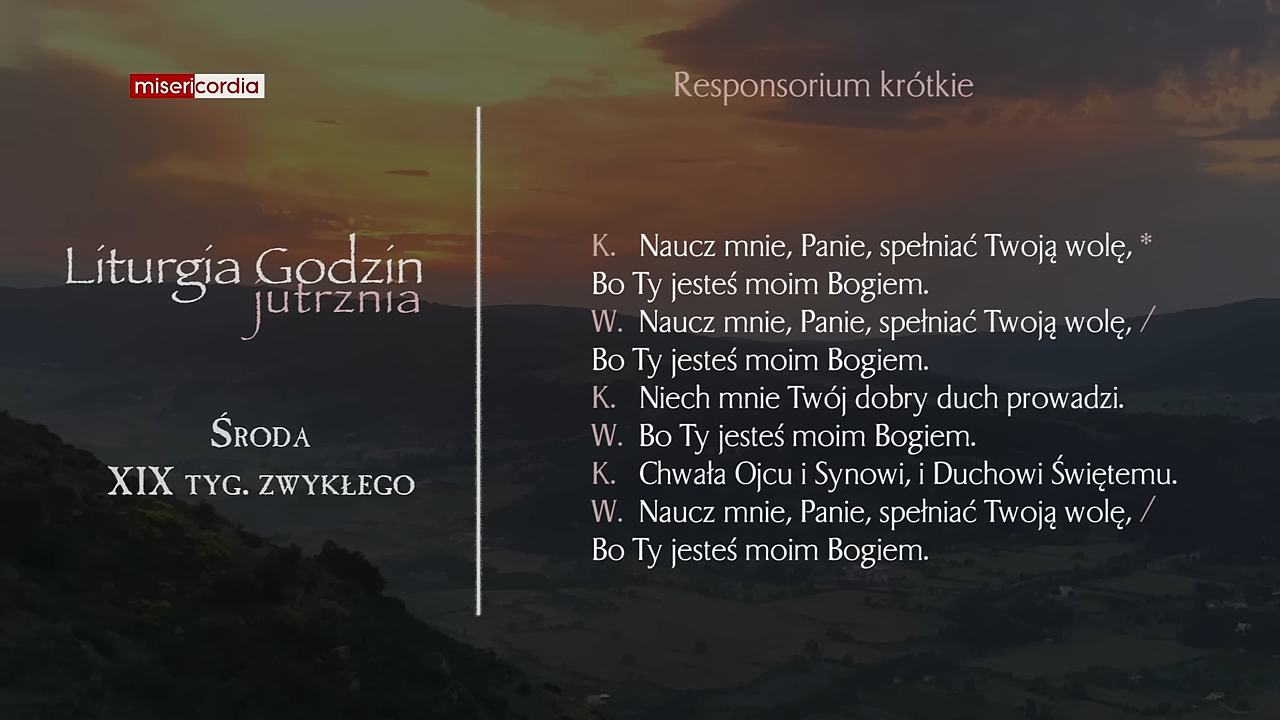 misericordia
Liturgia Godzin
jutrznia
Środa
XIX tyg. zwykłego
Responsorium krótkie
K. Naucz mnie, Panie, spełniać Twoją wolę, *
Bo Ty jesteś moim Bogiem.
W. Naucz mnie, Panie, spełniać Twoją wolę, /
Bo Ty jesteś moim Bogiem.
K. Niech mnie Twój dobry duch prowadzi.
W. Bo Ty jesteś moim Bogiem.
K. Chwała Ojcu i Synowi, i Duchowi Świętemu.
W. Naucz mnie, Panie, spełniać Twoją wolę, /
Bo Ty jesteś moim Bogiem.